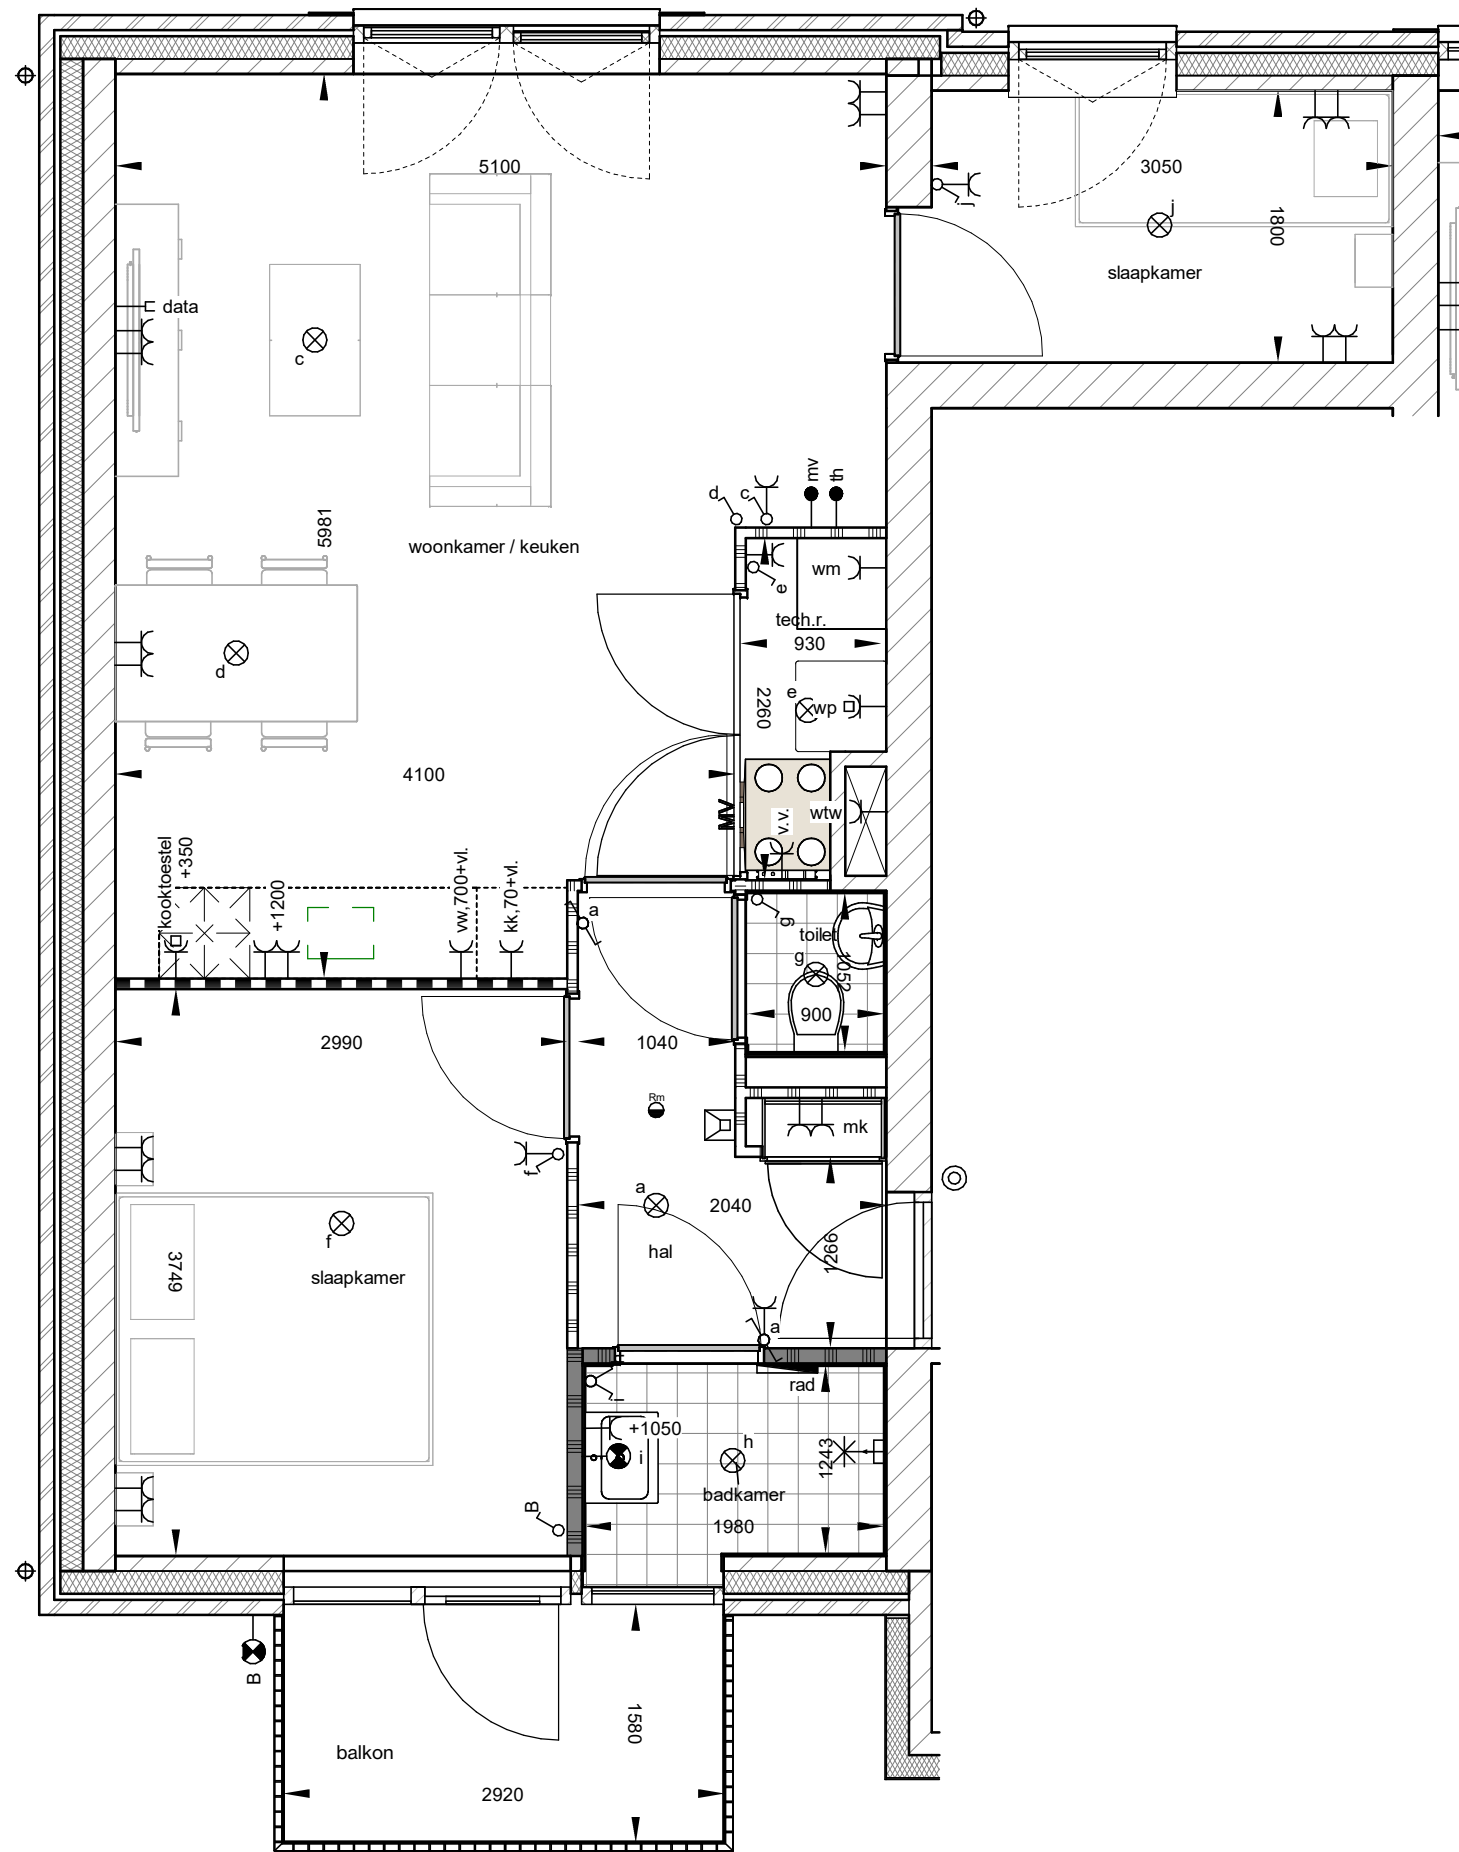 5100
3050
j
j
1800
slaapkamer
data
c
d
c
mv
th
5981
woonkamer / keuken
e
wm
tech.r.
930
d
e
wp
2260
4100
MV
v.v.
wtw
kooktoestel
+350
+1200
vw,700+vl.
kk,70+vl.
a
g
toilet
g
1052
900
2990
1040
Rm
mk
f
a
2040
f
hal
1266
3749
slaapkamer
a
rad
i
+1050
i
h
1243
badkamer
B
1980
B
1580
balkon
2920